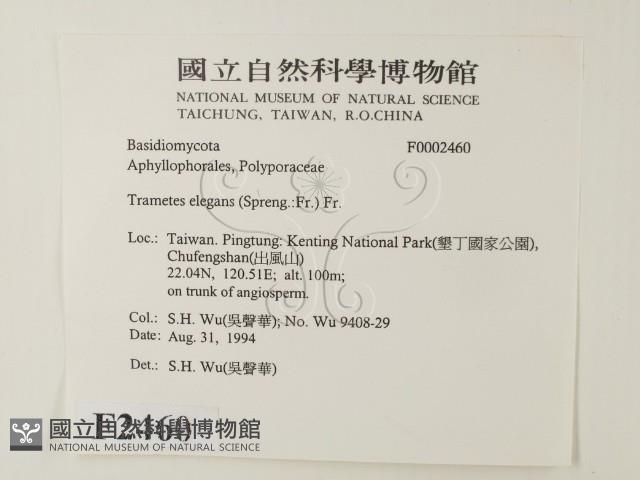 國立自然科學博物館
NATIONAL MUSEUM OF NATURAL SCIENCE
TAICHUNG, TAIWAN, R.O.CHINA
Basidiomycota F0002460
Aphyllophorales, Polyporaceae
Trametes elegans (Spreng.:Fr.) Fr.
Loc.: Taiwan. Pingtung: Kenting National Park(墾丁國家公園),
Chufengshan(出風山)
22.04N, 120.51E; alt. 100m;
on trunk of angiosperm.
Col.: S.H. Wu(吳聲華); No. Wu 9408-29
Date: Aug. 31, 1994
Det.: S.H. Wu(吳聲華)
F2460
國立自然科學博物館
NATIONAL MUSEUM OF NATURAL SCIENCE